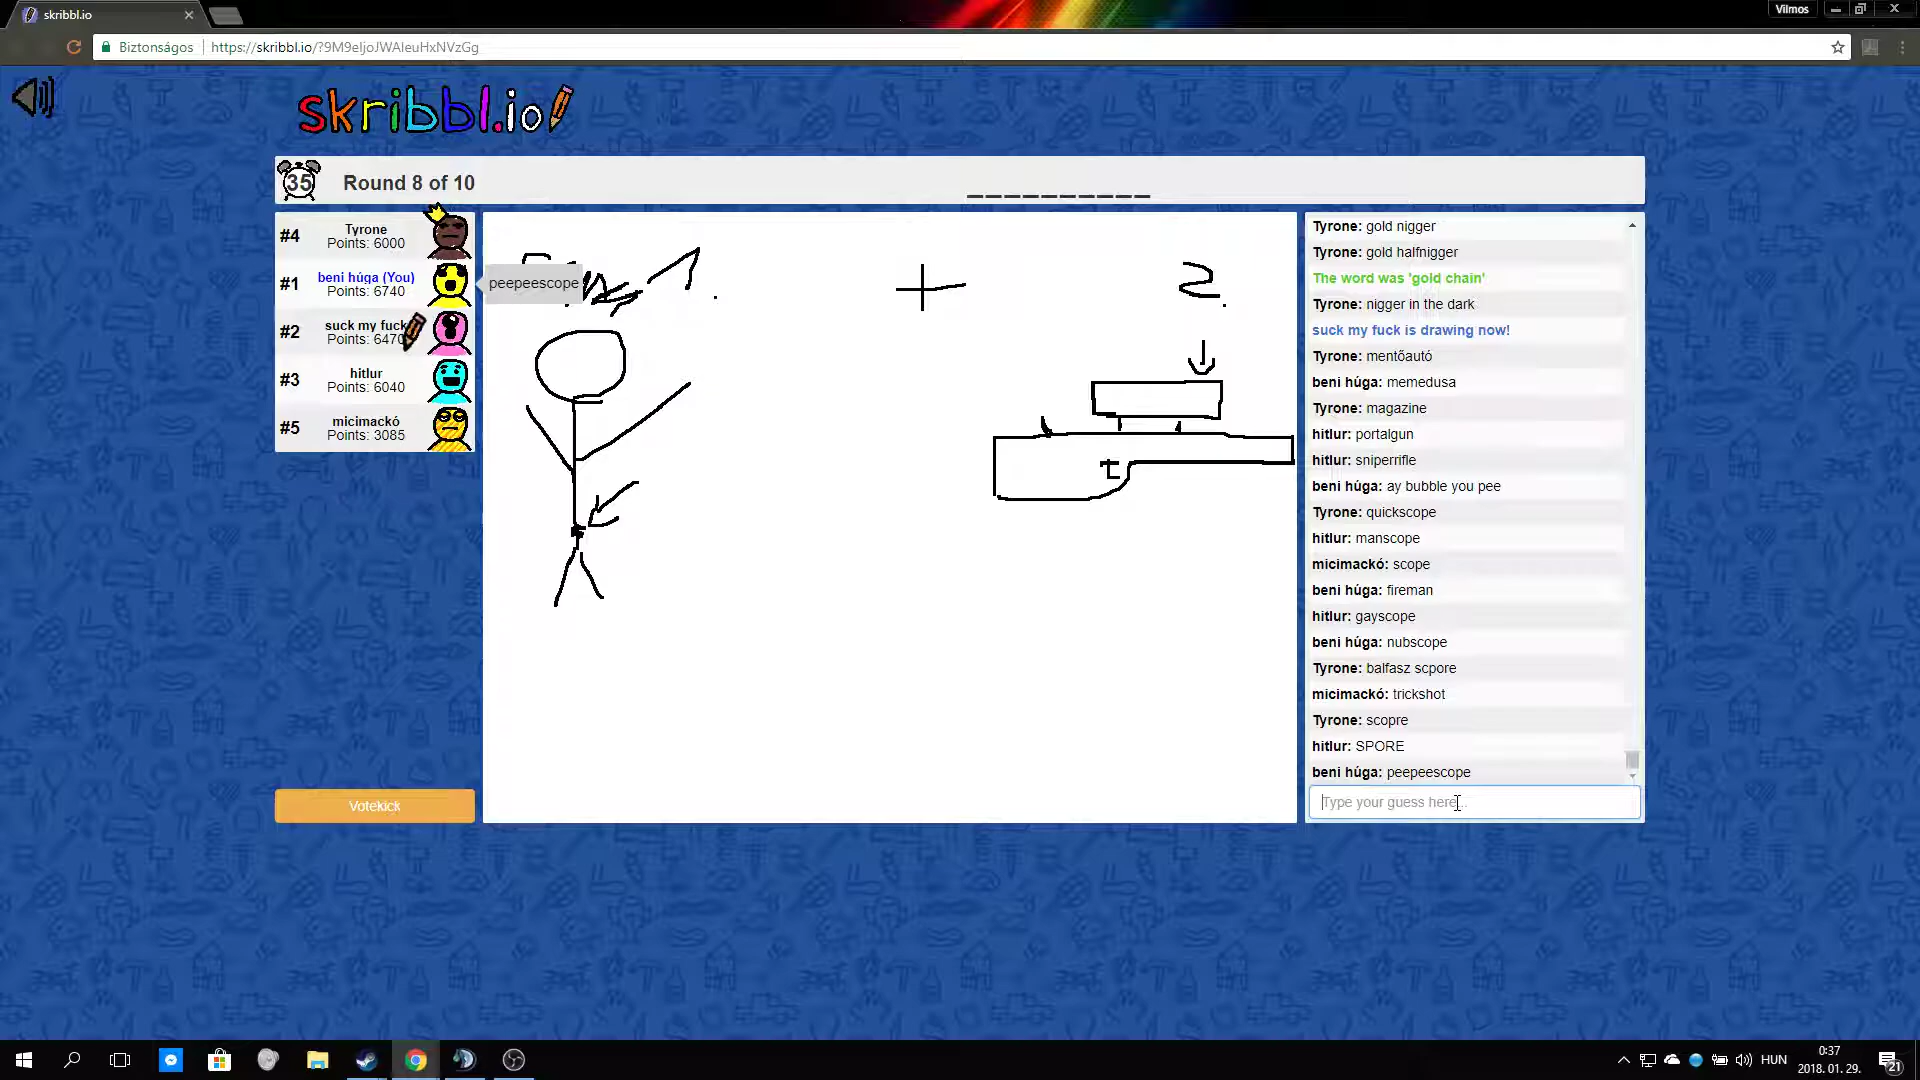 skribbl.io
Vilmos
Biztonságos https://skribbl.io/?9M9eljoJWAleuHxNVzGg
skribbl.io
35 Round 8 of 10 __________
#4 Tyrone
Points: 6000
#1 beni húga (You)
Points: 6740
#2 suck my fuck
Points: 6470
#3 hitlur
Points: 6040
#5 micimackó
Points: 3085
Votekick
peepeescope
1. + 2.
t
Tyrone: gold nigger
Tyrone: gold halfnigger
The word was 'gold chain'
Tyrone: nigger in the dark
suck my fuck is drawing now!
Tyrone: mentőautó
beni húga: memedusa
Tyrone: magazine
hitlur: portalgun
hitlur: sniperrifle
beni húga: ay bubble you pee
Tyrone: quickscope
hitlur: manscope
micimackó: scope
beni húga: fireman
hitlur: gayscope
beni húga: nubscope
Tyrone: balfasz scpore
micimackó: trickshot
Tyrone: scopre
hitlur: SPORE
beni húga: peepeescope
Type your guess here...
HUN
0:37
2018. 01. 29.
21